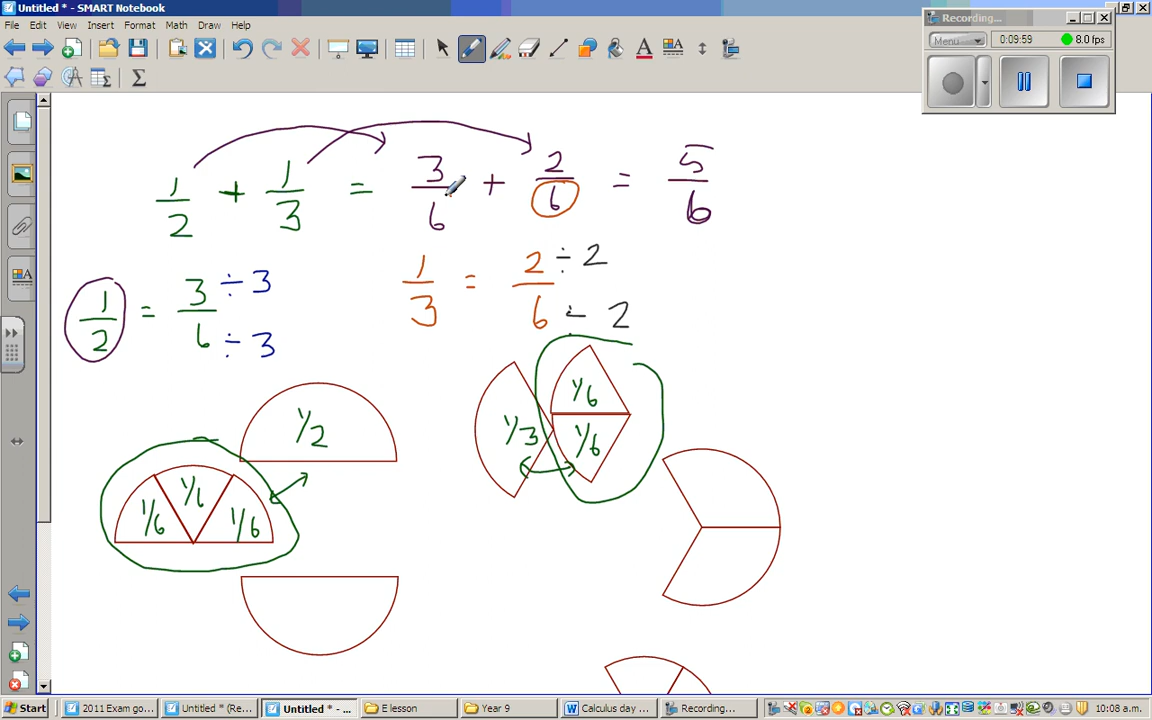 Untitled * - SMART Notebook
File Edit View Insert Format Tools Math Draw Help
Recording...
Menu 0:09:59 8.0 fps
1/2 + 1/3 = 3/6 + 2/6 = 5/6
1/2 = 3/6 ÷ 3 ÷ 3
1/3 = 2/6 ÷ 2 ÷ 2
1/2
1/3
1/6
1/6
1/6
1/6
1/6
Start 2011 Exam go... Untitled * (Re... Untitled * - ... E lesson Year 9 Calculus day ... Recording... 10:08 a.m.